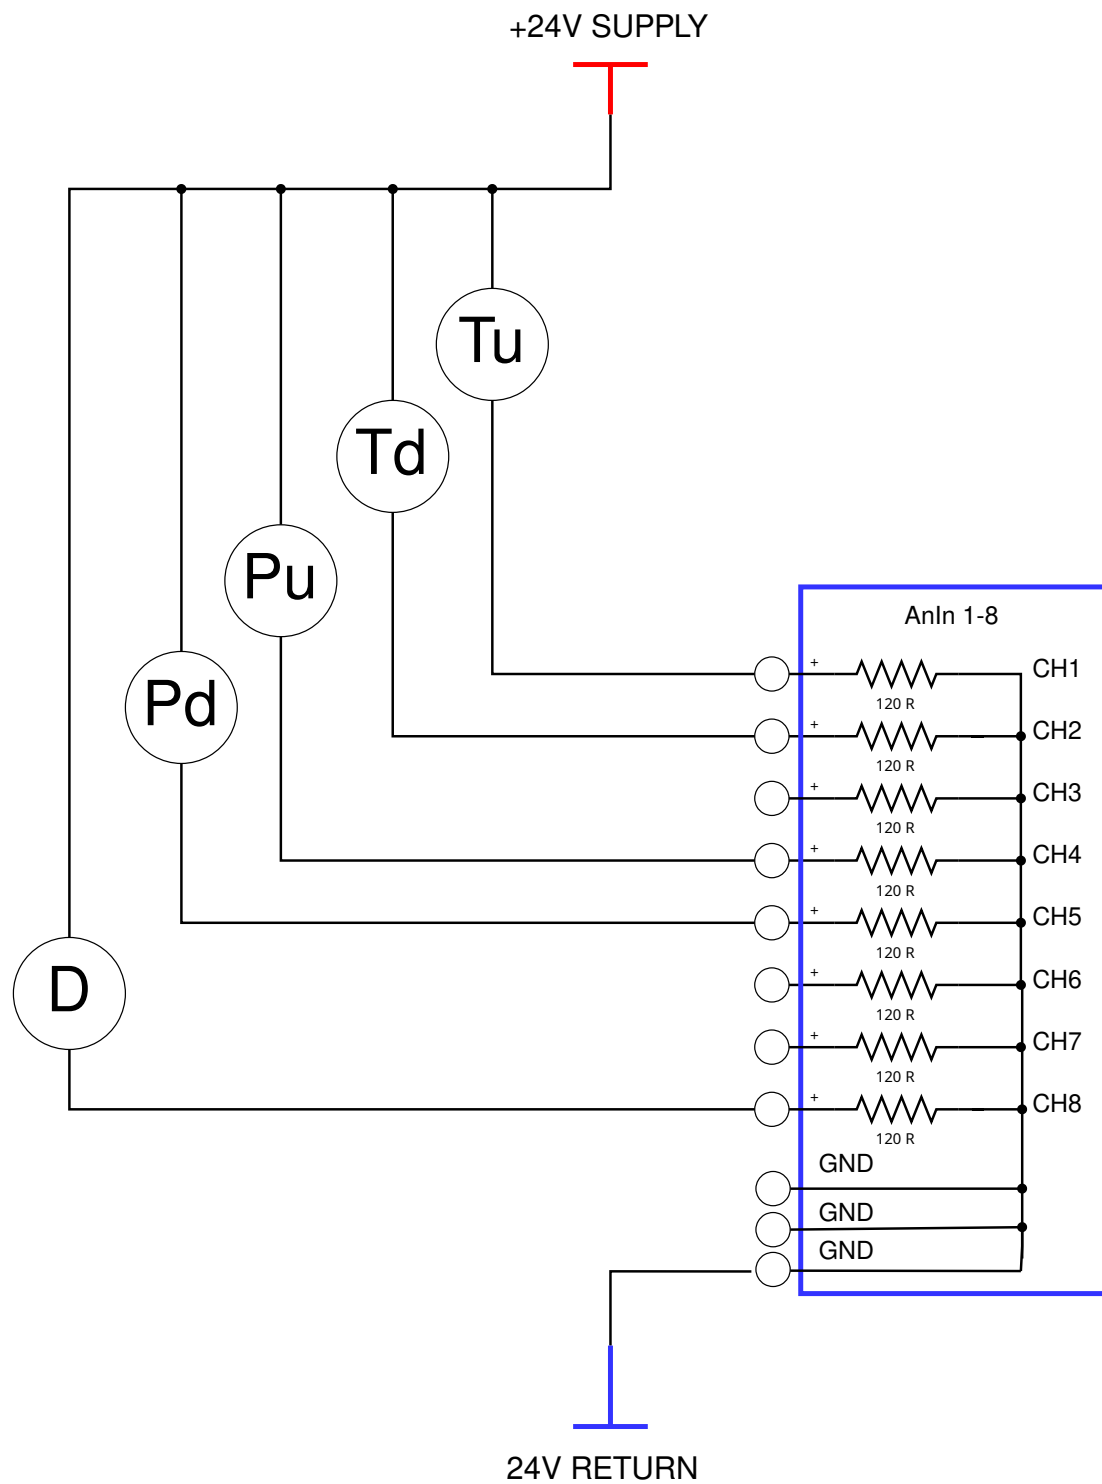 +24V SUPPLY
Tu
Td
Pu
Pd
D
AnIn 1-8
+
CH1
120 R
+
CH2
120 R
+
CH3
120 R
+
CH4
120 R
+
CH5
120 R
+
CH6
120 R
+
CH7
120 R
+
CH8
120 R
GND
GND
GND
24V RETURN